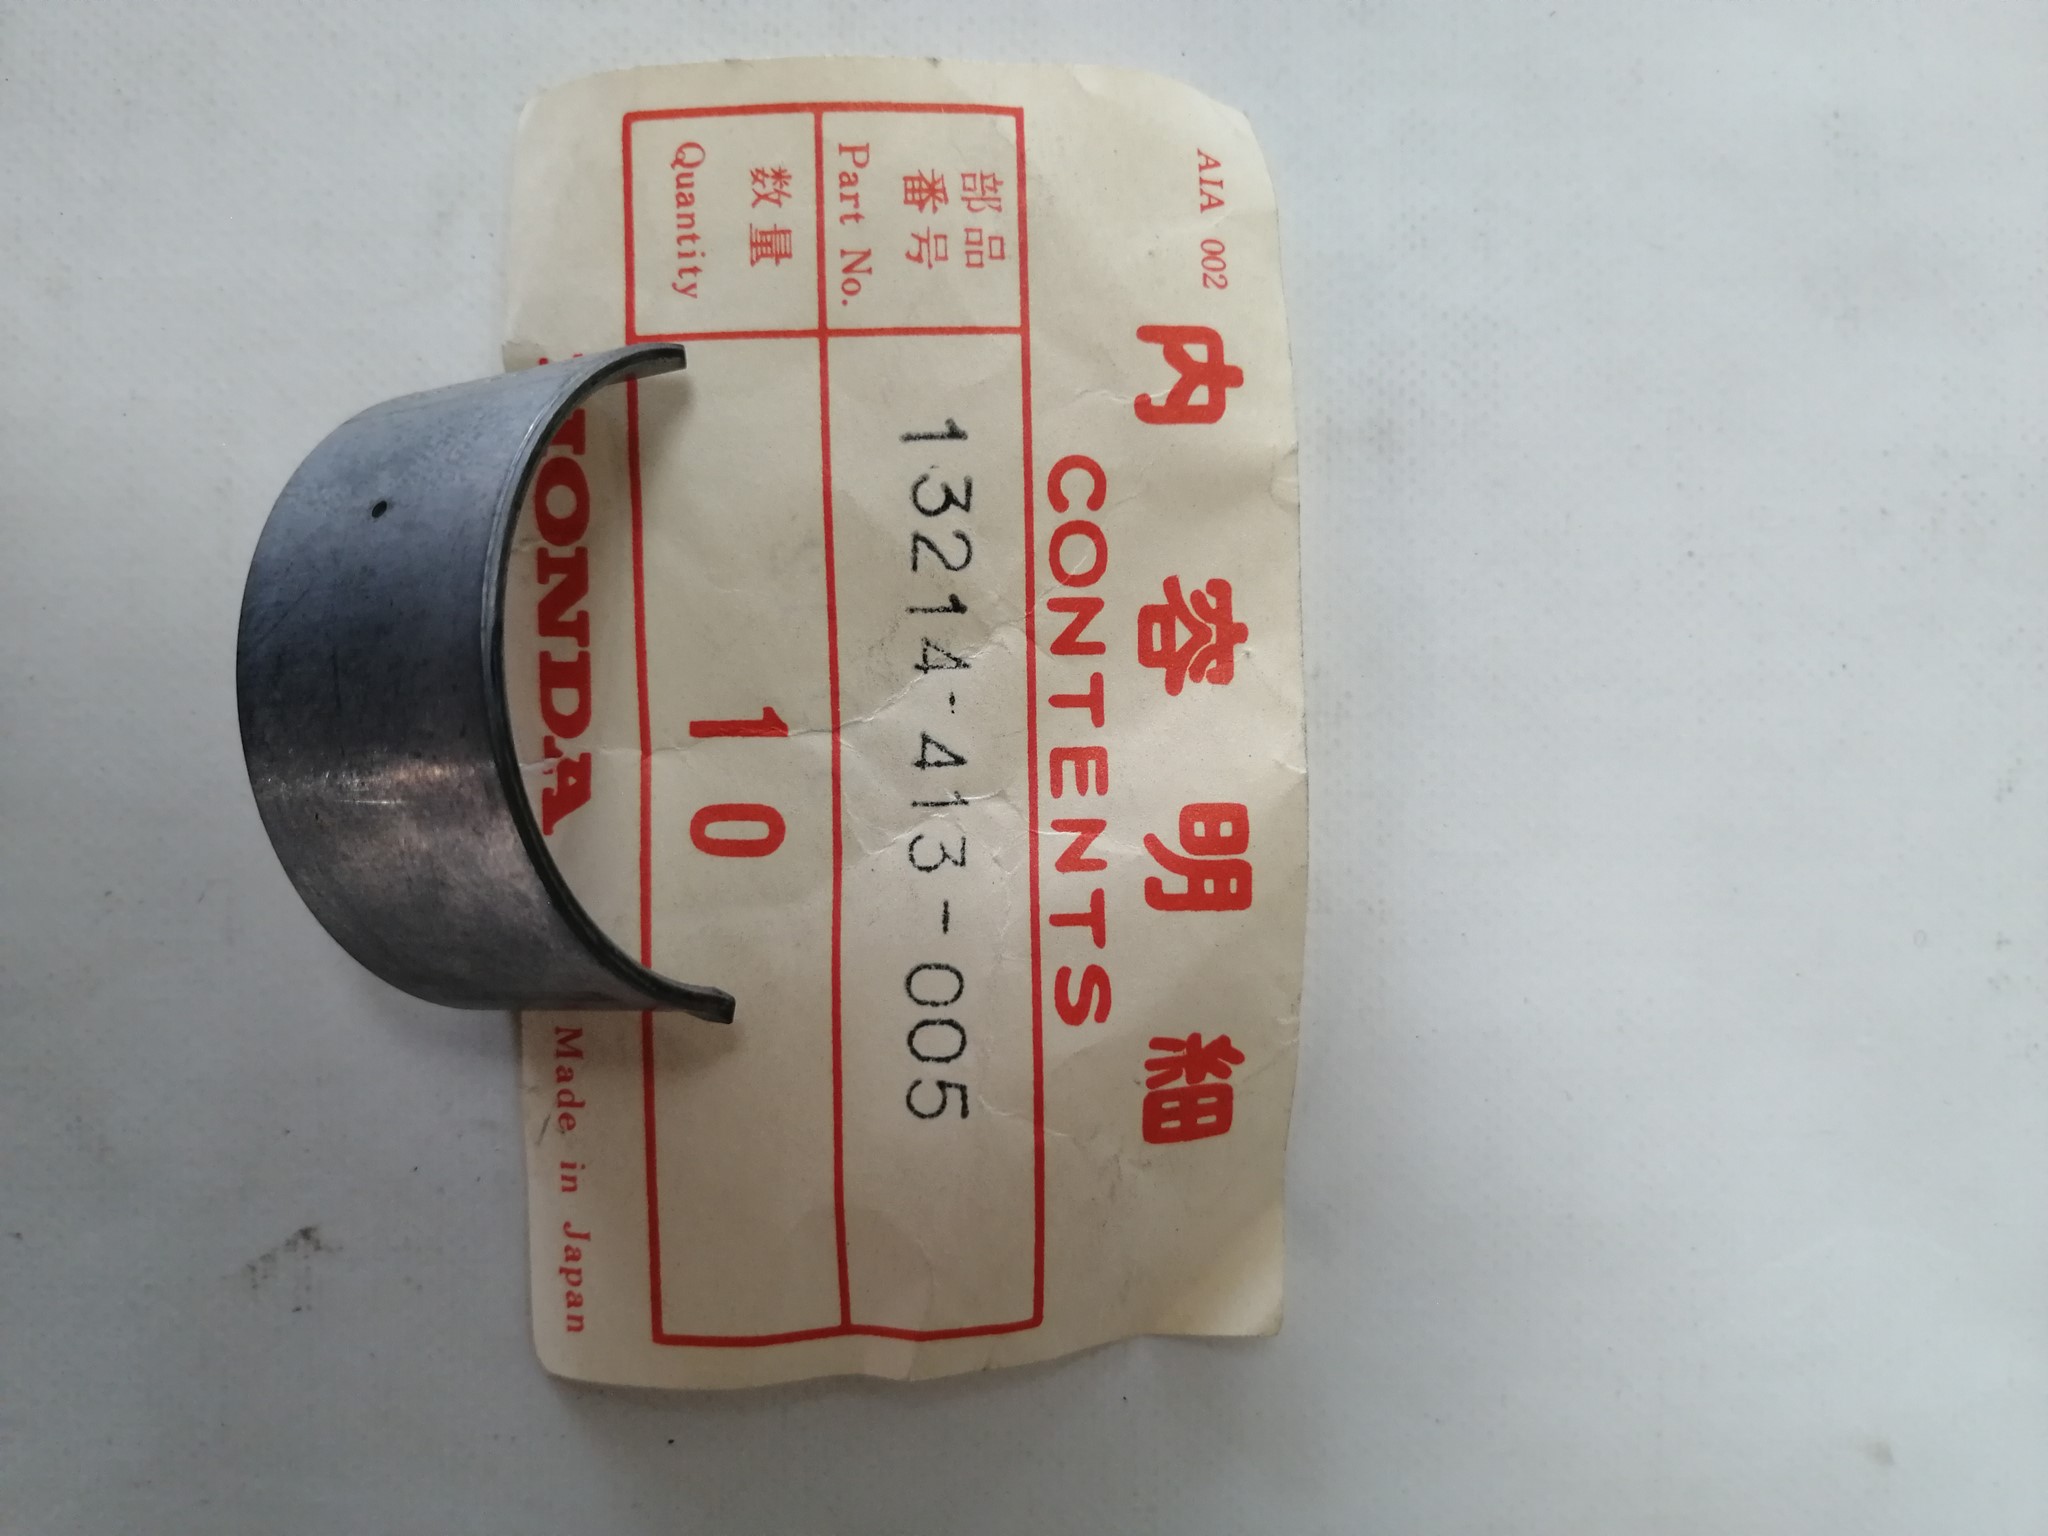 AIA 002
内容明細
CONTENTS
部品
番号
Part No.
13214-413-005
数量
Quantity
10
HONDA
Made in Japan